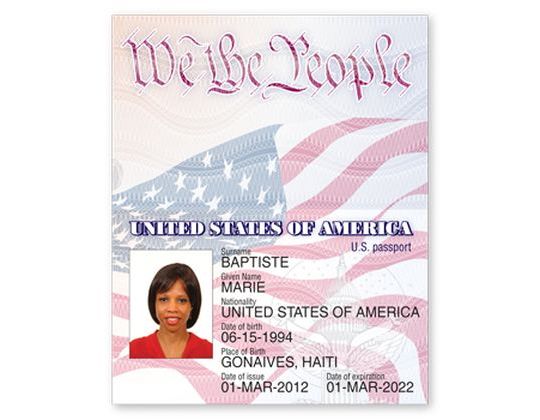 We the People
UNITED STATES OF AMERICA
U.S. passport
Surname
BAPTISTE
Given Name
MARIE
Nationality
UNITED STATES OF AMERICA
Date of birth
06-15-1994
Place of Birth
GONAIVES, HAITI
Date of issue Date of expiration
01-MAR-2012 01-MAR-2022